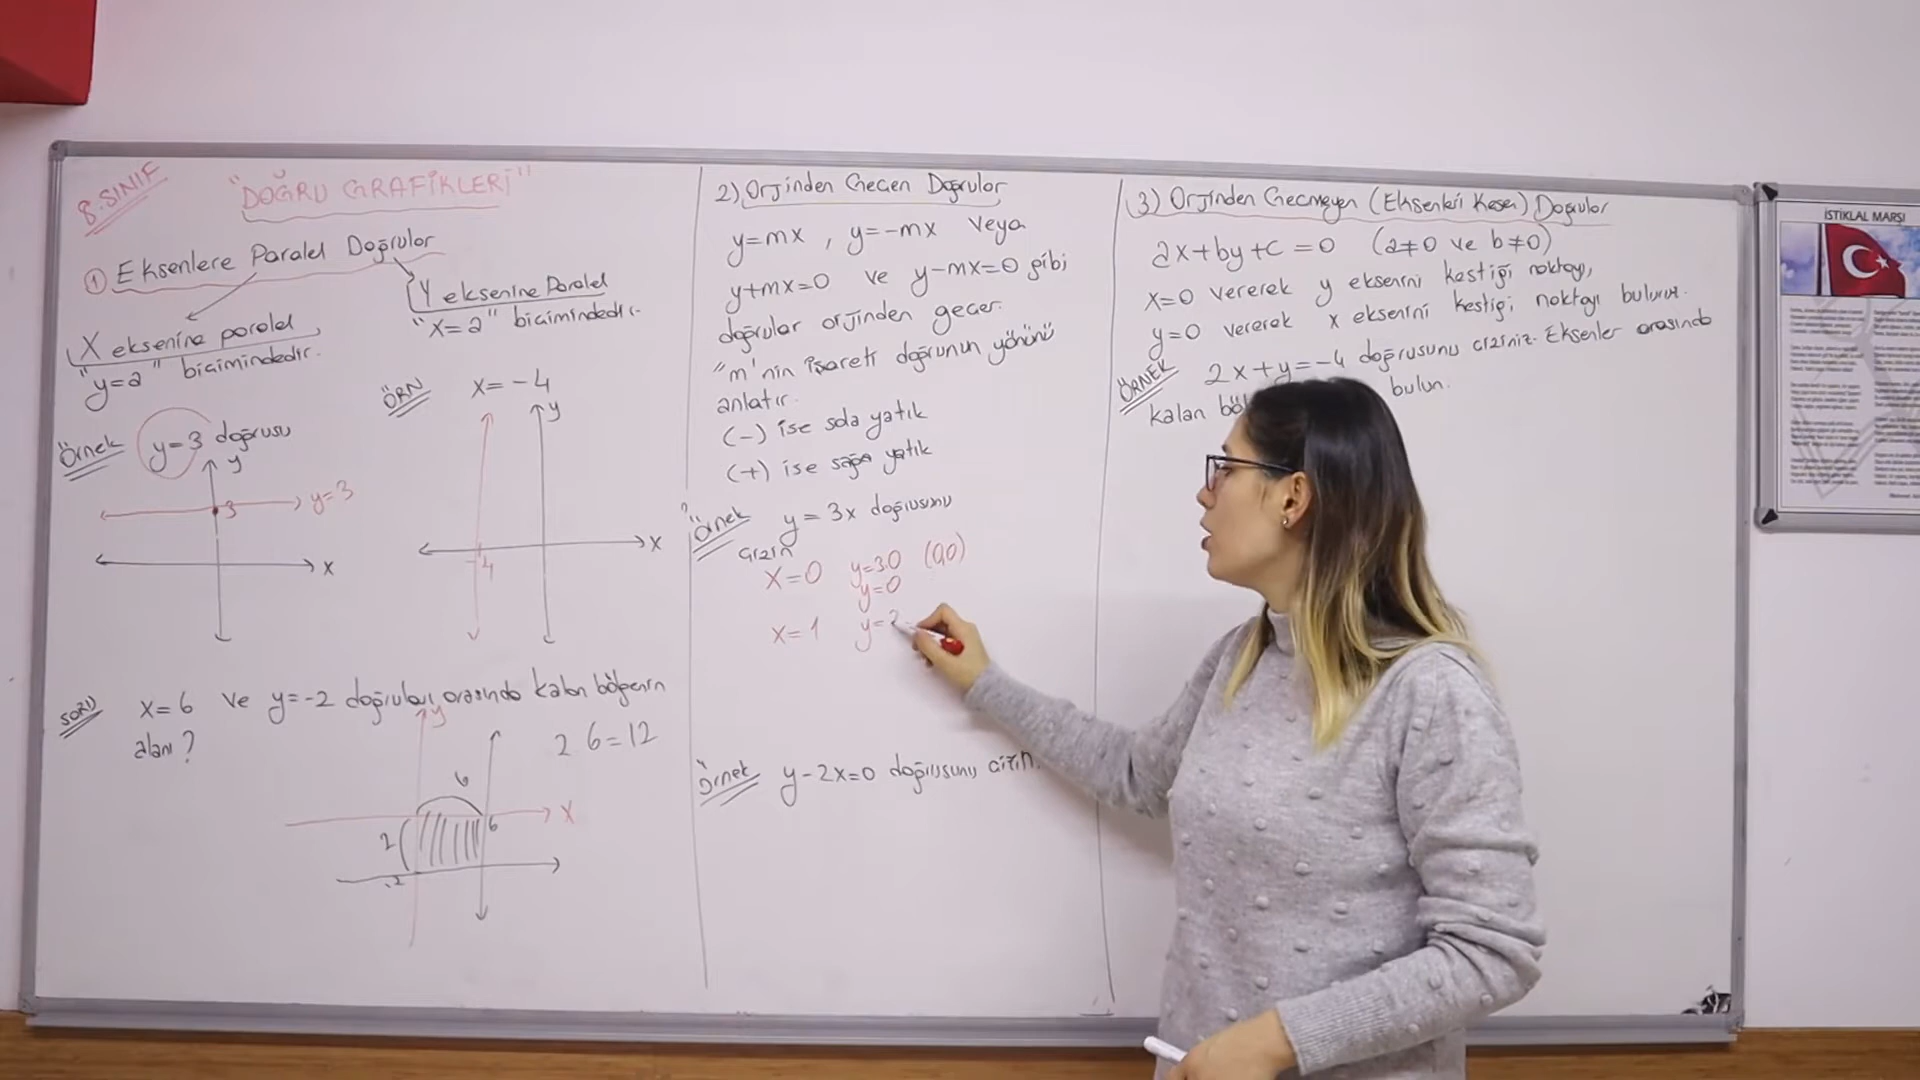 8.SINIF
"DOĞRU GRAFİKLERİ"
1 Eksenlere Paralel Doğrular
X eksenine paralel
"y=a" biçimindedir.
Y eksenine Paralel
"x=a" biçimindedir.
Örnek y=3 doğrusu
y
3
y=3
x
ÖRN x=-4
y
x
-4
SORU x=6 ve y=-2 doğruları arasında kalan bölgenin
alanı?
y
2 6=12
6
x
6
2
-2
2) Orjinden Geçen Doğrular
y=mx , y=-mx veya
y+mx=0 ve y-mx=0 gibi
doğrular orjinden geçer.
"m'nin işareti doğrunun yönünü
anlatır.
(-) ise sola yatık
(+) ise sağa yatık
Örnek y=3x doğrusunu
çizin
x=0 y=3.0 (0,0)
y=0
x=1 y=
Örnek y-2x=0 doğrusunu çizin.
3) Orjinden Geçmeyen (Eksenleri Kesen) Doğrular
ax+by+c=0 (a≠0 ve b≠0)
x=0 vererek y eksenini kestiği noktayı,
y=0 vererek x eksenini kestiği noktayı buluruz.
ÖRNEK 2x+y=-4 doğrusunu çiziniz. Eksenler arasında
kalan böl bulun.
İSTİKLAL MARŞI